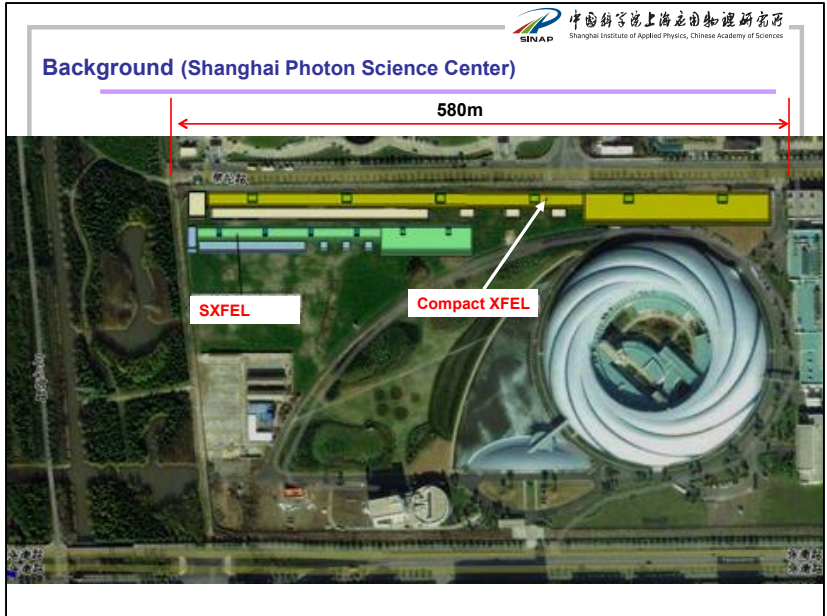 中国科学院上海应用物理研究所
SINAP
Shanghai Institute of Applied Physics, Chinese Academy of Sciences
Background (Shanghai Photon Science Center)
580m
SXFEL
Compact XFEL